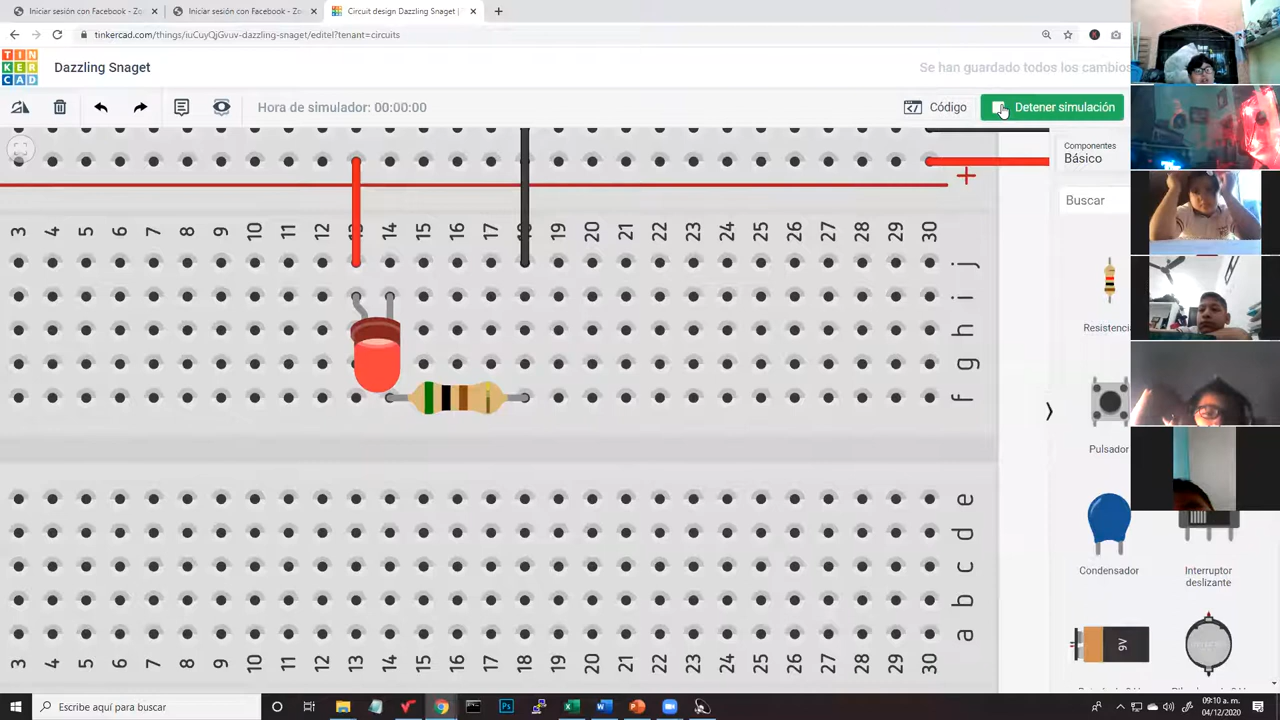 Iniciar sesión con Facebook - Zo
Iniciar sesión con Facebook - Zo
Circuit design Dazzling Snaget |
tinkercad.com/things/iuCuyQjGvuv-dazzling-snaget/editel?tenant=circuits
TIN
KER
CAD
Dazzling Snaget
Se han guardado todos los cambios
Hora de simulador: 00:00:00
Código
Detener simulación
Componentes
Básico
Buscar
+
3 4 5 6 7 8 9 10 11 12 13 14 15 16 17 18 19 20 21 22 23 24 25 26 27 28 29 30
j
i
h
g
f
Resistencia
Pulsador
e
d
c
b
a
Condensador
Interruptor
deslizante
9V
3 4 5 6 7 8 9 10 11 12 13 14 15 16 17 18 19 20 21 22 23 24 25 26 27 28 29 30
Escribe aquí para buscar
09:10 a. m.
04/12/2020